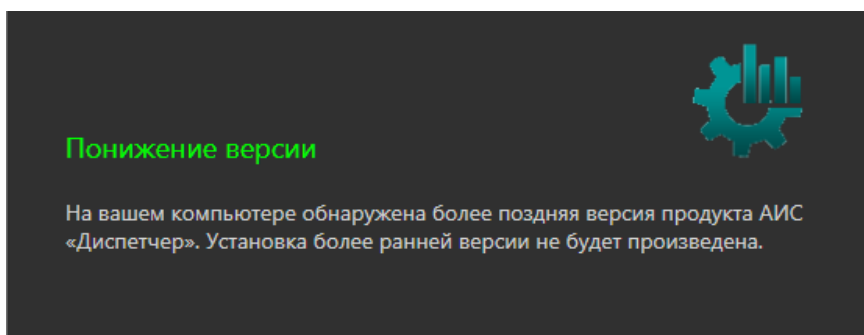 Понижение версии
На вашем компьютере обнаружена более поздняя версия продукта АИС
«Диспетчер». Установка более ранней версии не будет произведена.